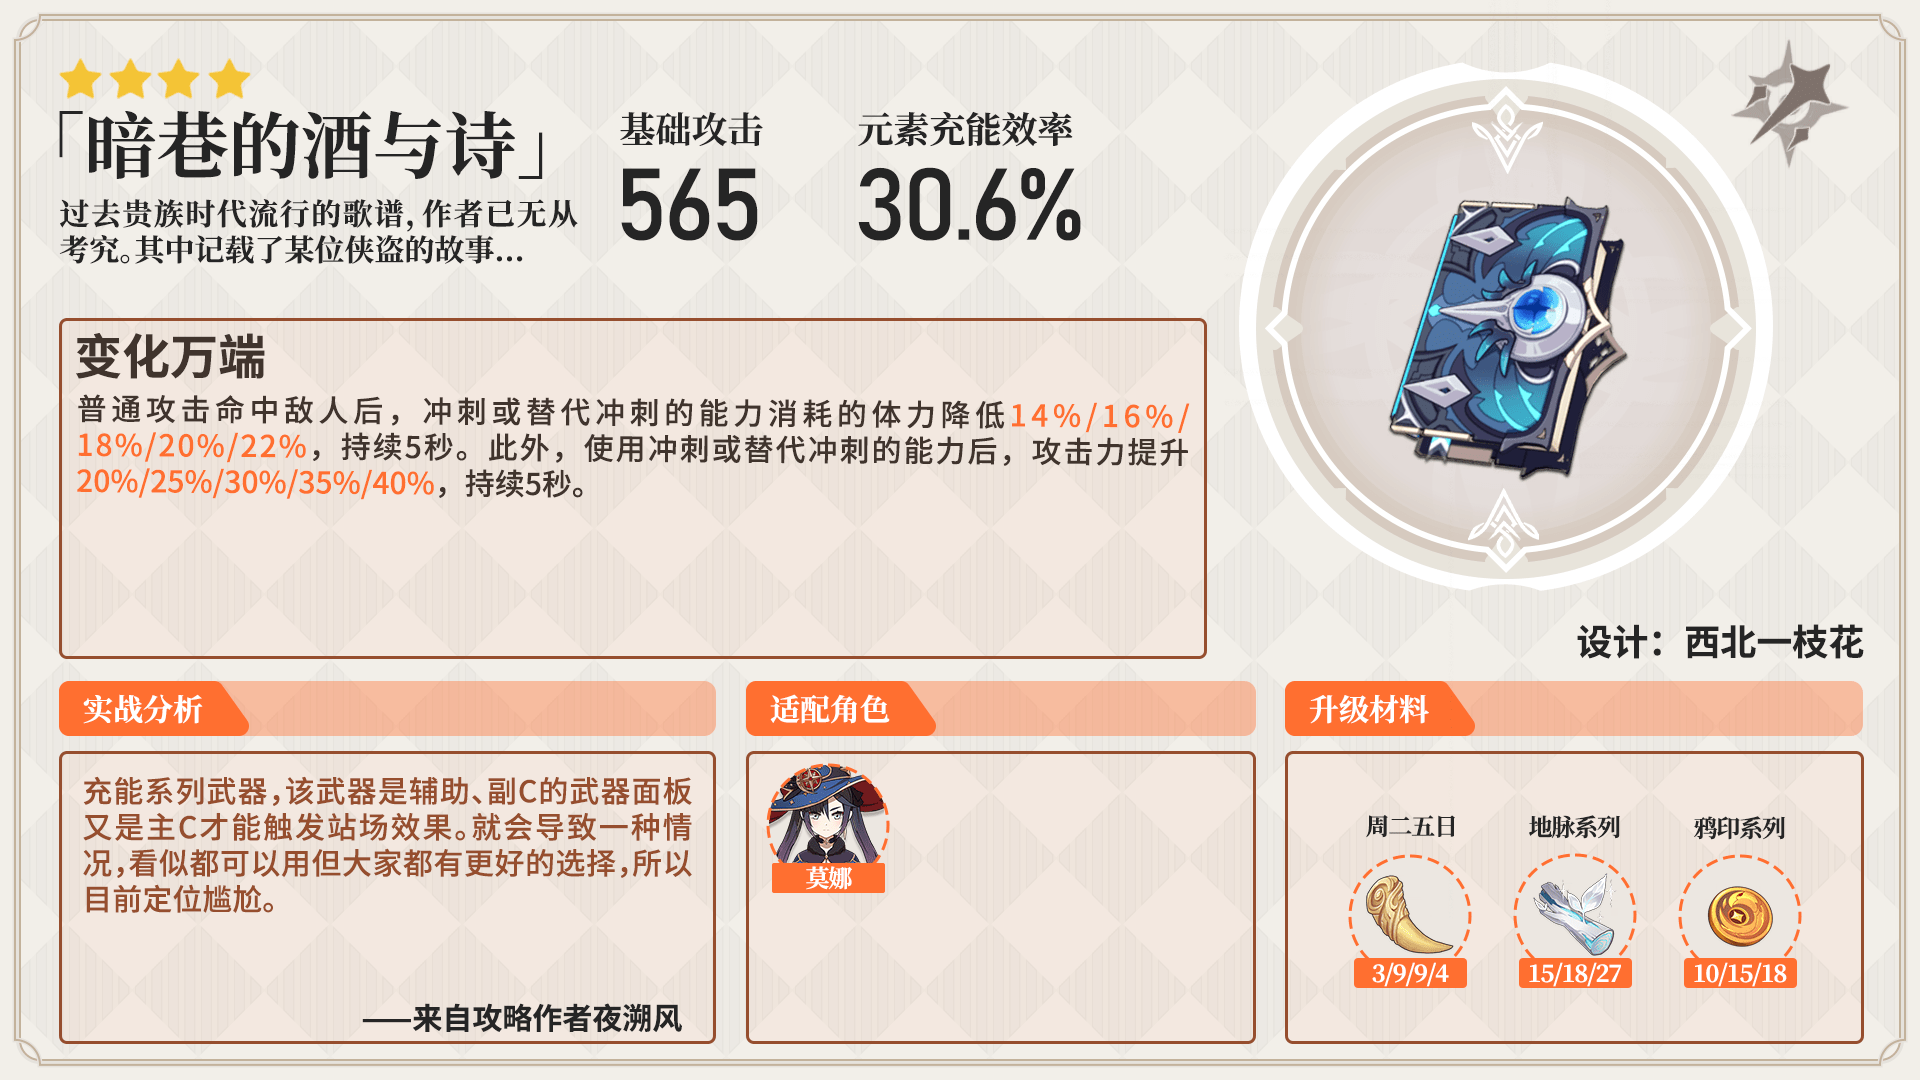 「暗巷的酒与诗」
过去贵族时代流行的歌谱，作者已无从
考究。其中记载了某位侠盗的故事...
基础攻击
565
元素充能效率
30.6%
变化万端
普通攻击命中敌人后，冲刺或替代冲刺的能力消耗的体力降低14%/16%/
18%/20%/22%，持续5秒。此外，使用冲刺或替代冲刺的能力后，攻击力提升
20%/25%/30%/35%/40%，持续5秒。
设计：西北一枝花
实战分析
充能系列武器，该武器是辅助、副C的武器面板
又是主C才能触发站场效果。就会导致一种情
况，看似都可以用但大家都有更好的选择，所以
目前定位尴尬。
——来自攻略作者夜溯风
适配角色
莫娜
升级材料
周二五日
3/9/9/4
地脉系列
15/18/27
鸦印系列
10/15/18